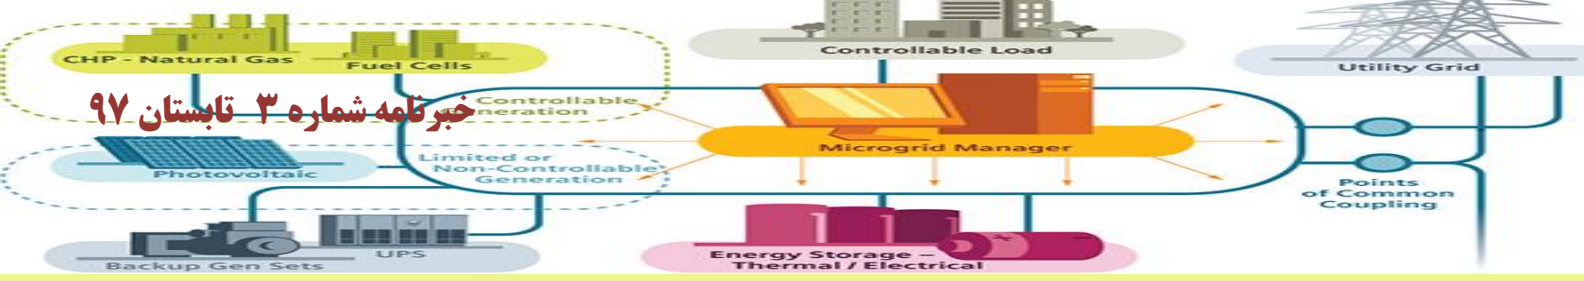 Controllable Load
CHP - Natural Gas
Fuel Cells
Utility Grid
خبرنامه شماره ۳ تابستان ۹۷
Controllable
neration
Microgrid Manager
Limited or
Non-Controllable
Generation
Photovoltaic
Points
of Common
Coupling
UPS
Backup Gen Sets
Energy Storage –
Thermal / Electrical